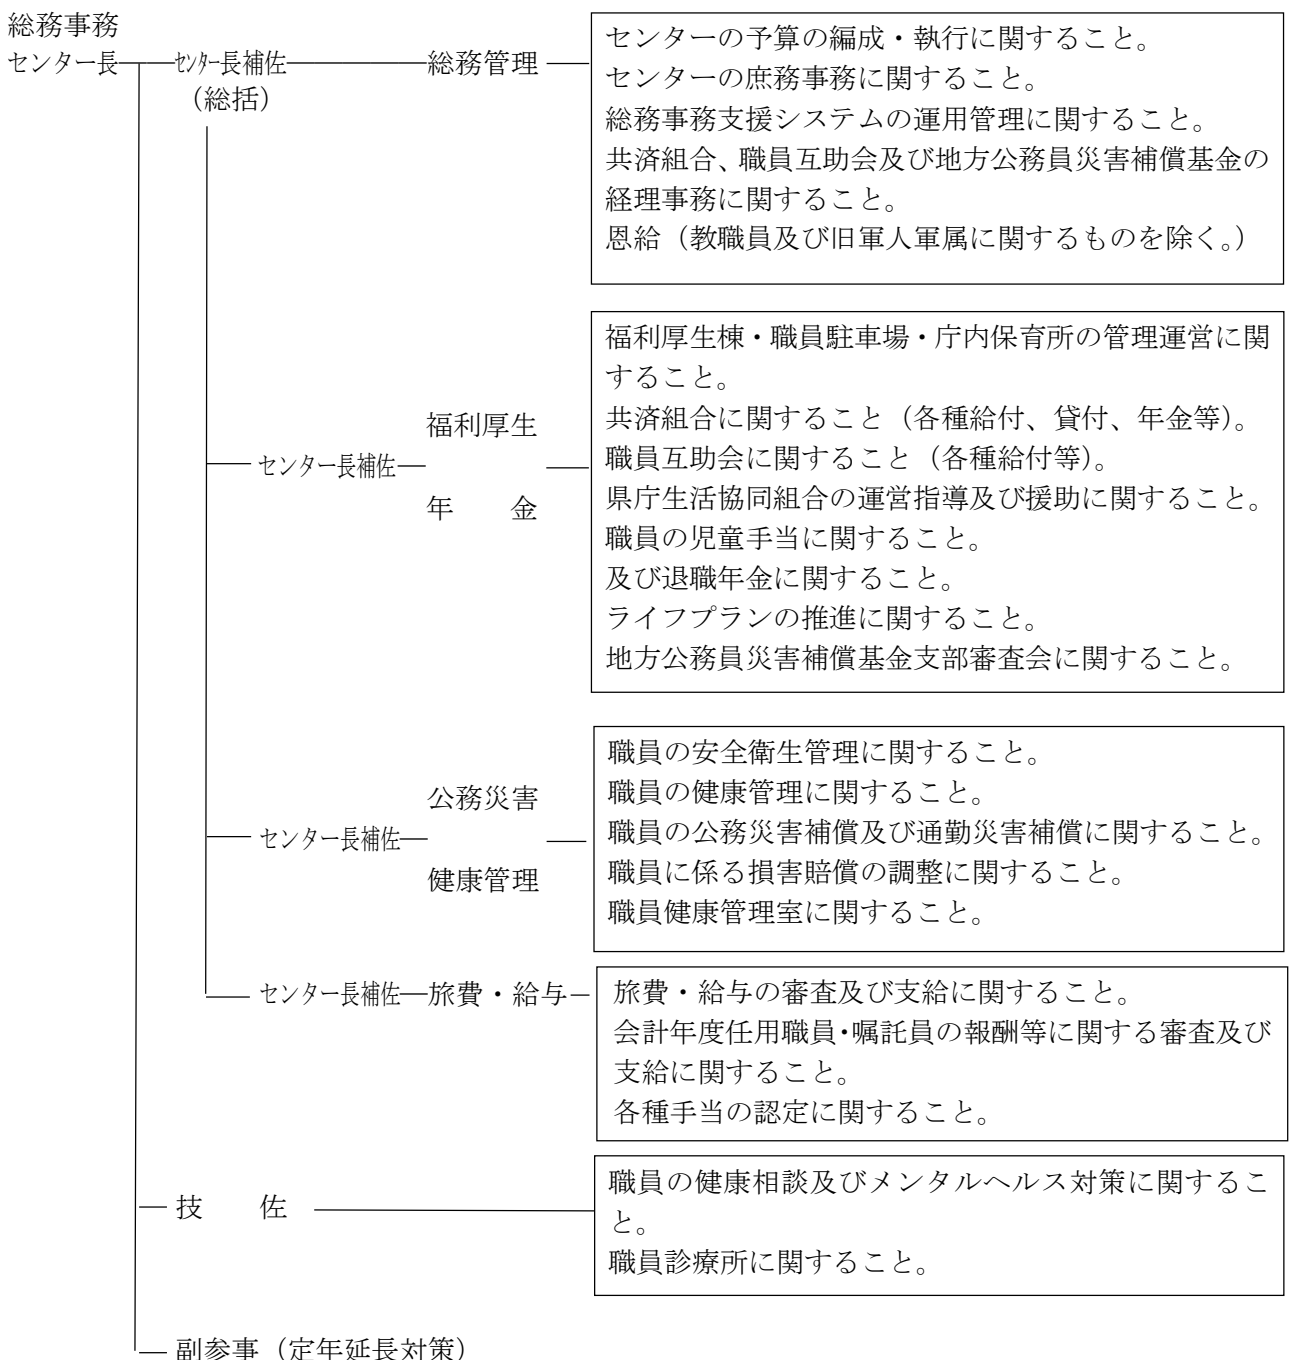 総務事務
センター長 センター長補佐 総務管理
（総括）
センターの予算の編成・執行に関すること。
センターの庶務事務に関すること。
総務事務支援システムの運用管理に関すること。
共済組合、職員互助会及び地方公務員災害補償基金の
経理事務に関すること。
恩給（教職員及び旧軍人軍属に関するものを除く。）
センター長補佐
福利厚生
年　　金
福利厚生棟・職員駐車場・庁内保育所の管理運営に関
すること。
共済組合に関すること（各種給付、貸付、年金等）。
職員互助会に関すること（各種給付等）。
県庁生活協同組合の運営指導及び援助に関すること。
職員の児童手当に関すること。
及び退職年金に関すること。
ライフプランの推進に関すること。
地方公務員災害補償基金支部審査会に関すること。
センター長補佐
公務災害
健康管理
職員の安全衛生管理に関すること。
職員の健康管理に関すること。
職員の公務災害補償及び通勤災害補償に関すること。
職員に係る損害賠償の調整に関すること。
職員健康管理室に関すること。
センター長補佐 旅費・給与
旅費・給与の審査及び支給に関すること。
会計年度任用職員・嘱託員の報酬等に関する審査及び
支給に関すること。
各種手当の認定に関すること。
技　　佐
職員の健康相談及びメンタルヘルス対策に関するこ
と。
職員診療所に関すること。
副参事（定年延長対策）